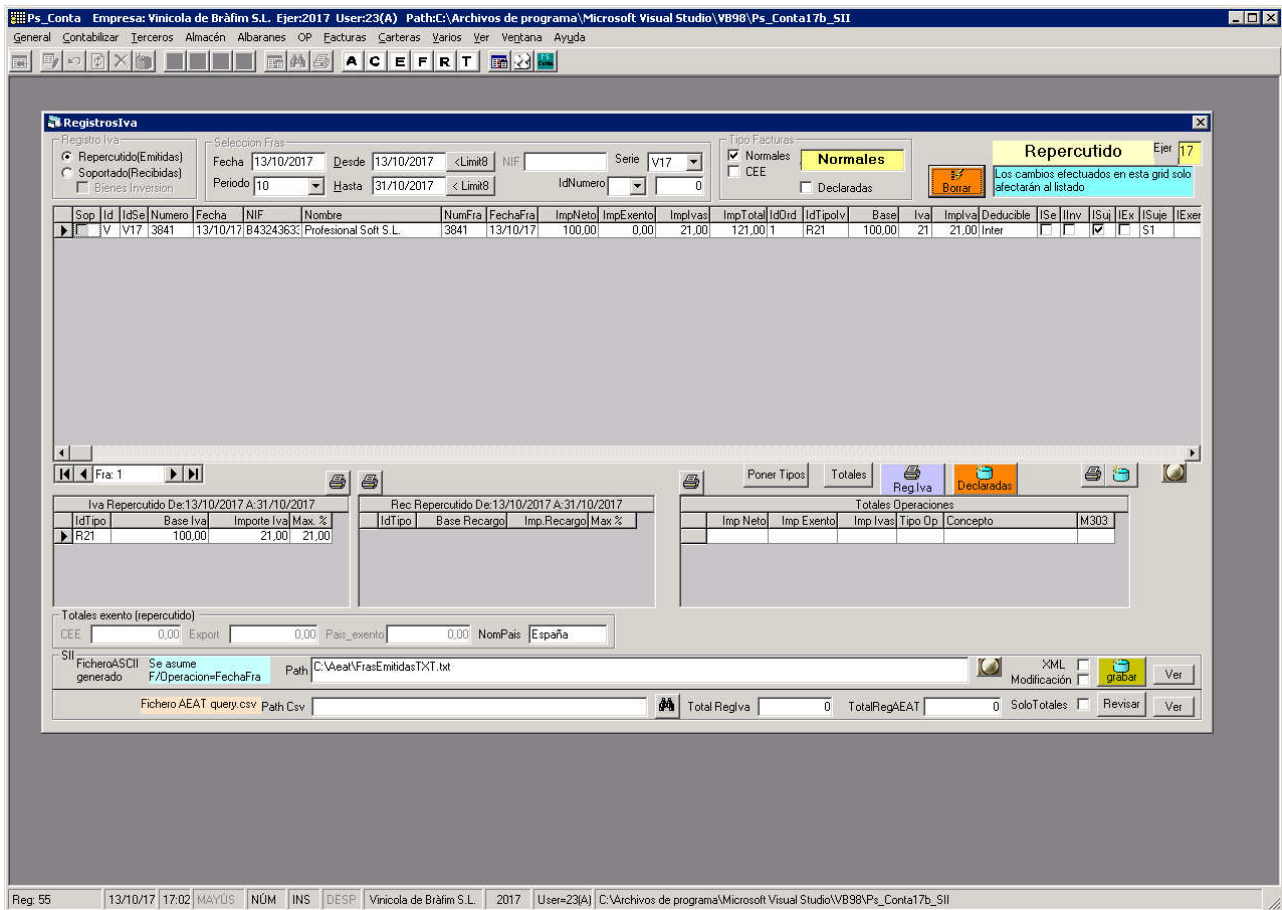 Ps_Conta Empresa: Vinicola de Bràfim S.L. Ejer:2017 User:23(A) Path:C:\Archivos de programa\Microsoft Visual Studio\VB98\Ps_Conta17b_SII
General Contabilizar Terceros Almacén Albaranes OP Facturas Carteras Varios Ver Ventana Ayuda
A C E F R T
RegistrosIva
Registro Iva
Repercutido(Emitidas)
Soportado(Recibidas)
Bienes Inversion
Seleccion Fras
Fecha 13/10/2017 Desde 13/10/2017 <Limit8 NIF Serie V17
Periodo 10 Hasta 31/10/2017 < Limit8 IdNumero 0
Tipo Facturas
Normales Normales
CEE
Declaradas
Borrar
Repercutido Ejer 17
Los cambios efectuados en esta grid solo afectarán al listado
Sop Id IdSe Numero Fecha NIF Nombre NumFra FechaFra ImpNeto ImpExento ImpIvas ImpTotal IdOrd IdTipoIv Base Iva ImpIva Deducible ISe IInv ISuj IEx ISuje IExer
V V17 3841 13/10/17 B43243633 Profesional Soft S.L. 3841 13/10/17 100,00 0,00 21,00 121,00 1 R21 100,00 21 21,00 Inter S1
Fra: 1
Poner Tipos Totales Reg.Iva Declaradas
Iva Repercutido De:13/10/2017 A:31/10/2017
IdTipo Base Iva Importe Iva Max. %
R21 100,00 21,00 21,00
Rec Repercutido De:13/10/2017 A:31/10/2017
IdTipo Base Recargo Imp.Recargo Max %
Totales Operaciones
Imp Neto Imp Exento Imp Ivas Tipo Op Concepto M303
Totales exento (repercutido)
CEE 0,00 Export 0,00 Pais_exento 0,00 NomPais España
SII
FicheroASCII generado Se asume F/Operacion=FechaFra Path C:\Aeat\FrasEmitidasTXT.txt XML Modificación grabar Ver
Fichero AEAT query.csv Path Csv Total RegIva 0 TotalRegAEAT 0 SoloTotales Revisar Ver
Reg: 55 13/10/17 17:02 MAYÚS NÚM INS DESP Vinicola de Bràfim S.L. 2017 User=23(A) C:\Archivos de programa\Microsoft Visual Studio\VB98\Ps_Conta17b_SII